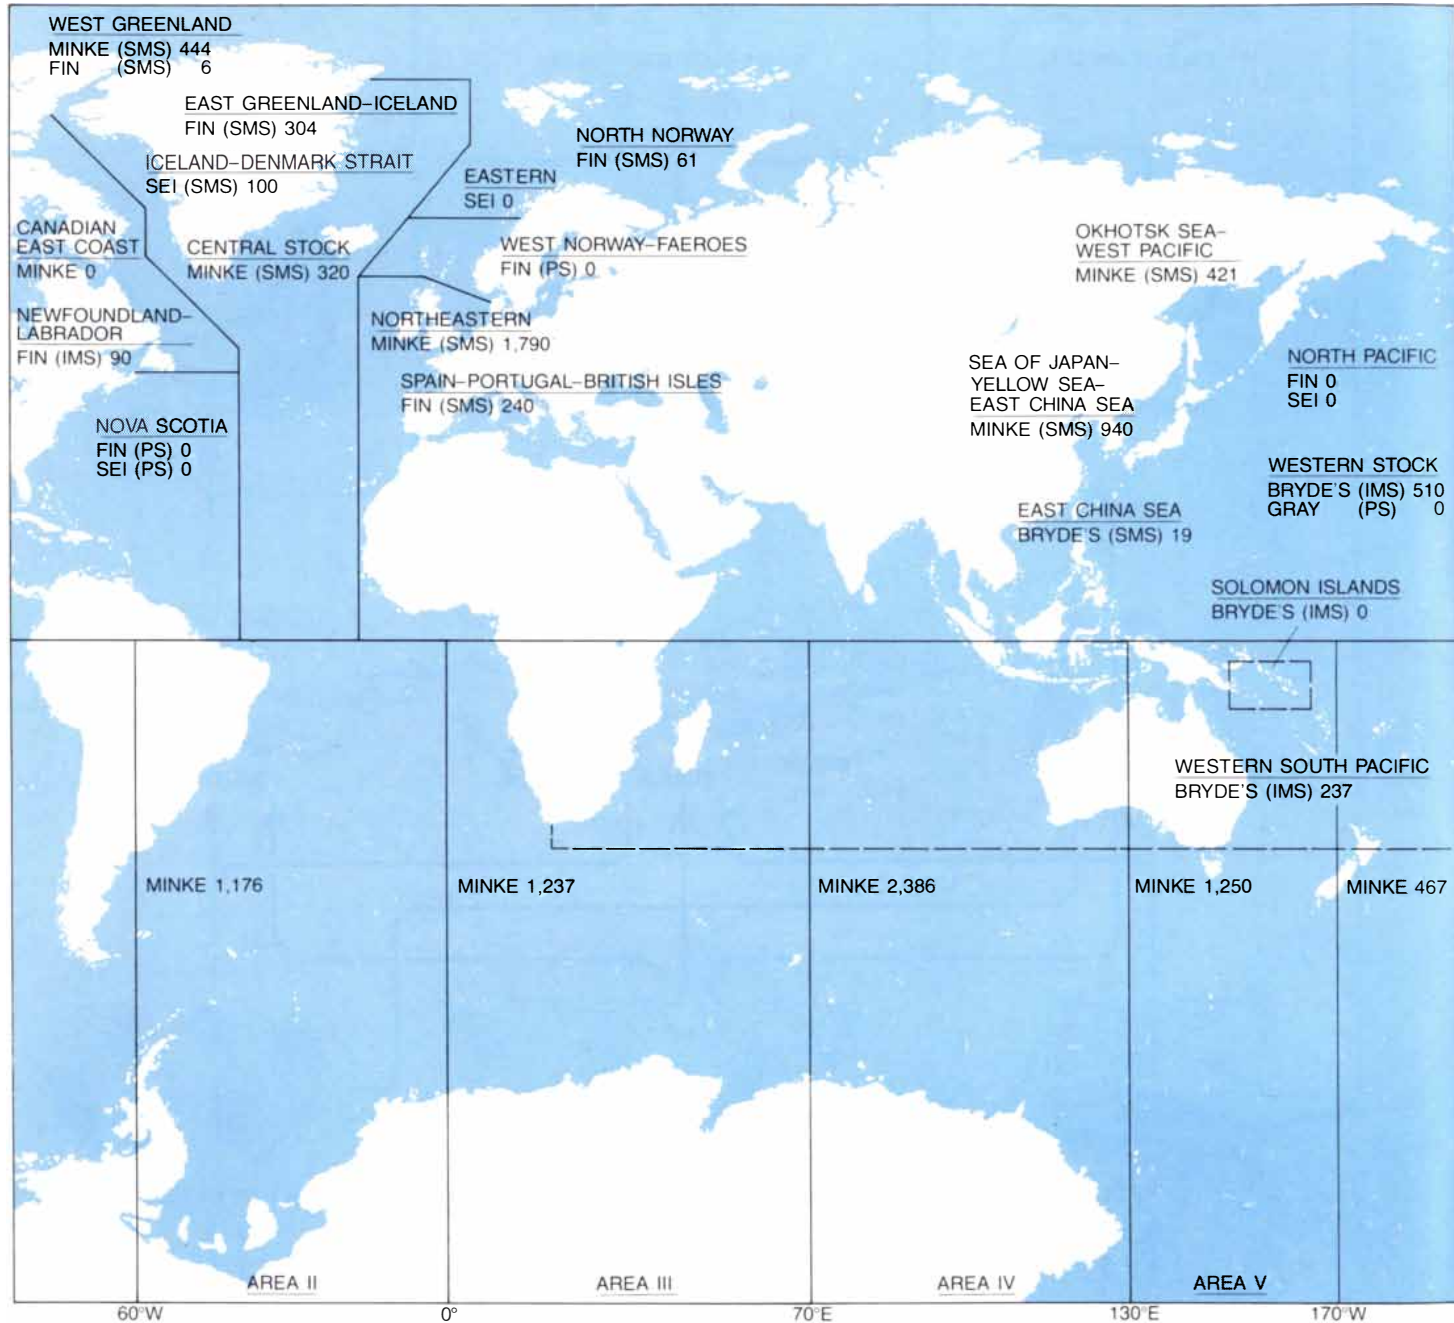 WEST GREENLAND
MINKE (SMS) 444
FIN (SMS) 6
EAST GREENLAND–ICELAND
FIN (SMS) 304
ICELAND–DENMARK STRAIT
SEI (SMS) 100
NORTH NORWAY
FIN (SMS) 61
EASTERN
SEI 0
CANADIAN
EAST COAST
MINKE 0
CENTRAL STOCK
MINKE (SMS) 320
WEST NORWAY–FAEROES
FIN (PS) 0
OKHOTSK SEA–
WEST PACIFIC
MINKE (SMS) 421
NEWFOUNDLAND–
LABRADOR
FIN (IMS) 90
NORTHEASTERN
MINKE (SMS) 1,790
SPAIN–PORTUGAL–BRITISH ISLES
FIN (SMS) 240
SEA OF JAPAN–
YELLOW SEA–
EAST CHINA SEA
MINKE (SMS) 940
NORTH PACIFIC
FIN 0
SEI 0
NOVA SCOTIA
FIN (PS) 0
SEI (PS) 0
WESTERN STOCK
BRYDE'S (IMS) 510
GRAY (PS) 0
EAST CHINA SEA
BRYDE'S (SMS) 19
SOLOMON ISLANDS
BRYDE'S (IMS) 0
WESTERN SOUTH PACIFIC
BRYDE'S (IMS) 237
MINKE 1,176
MINKE 1,237
MINKE 2,386
MINKE 1,250
MINKE 467
AREA II
AREA III
AREA IV
AREA V
60°W
0°
70°E
130°E
170°W